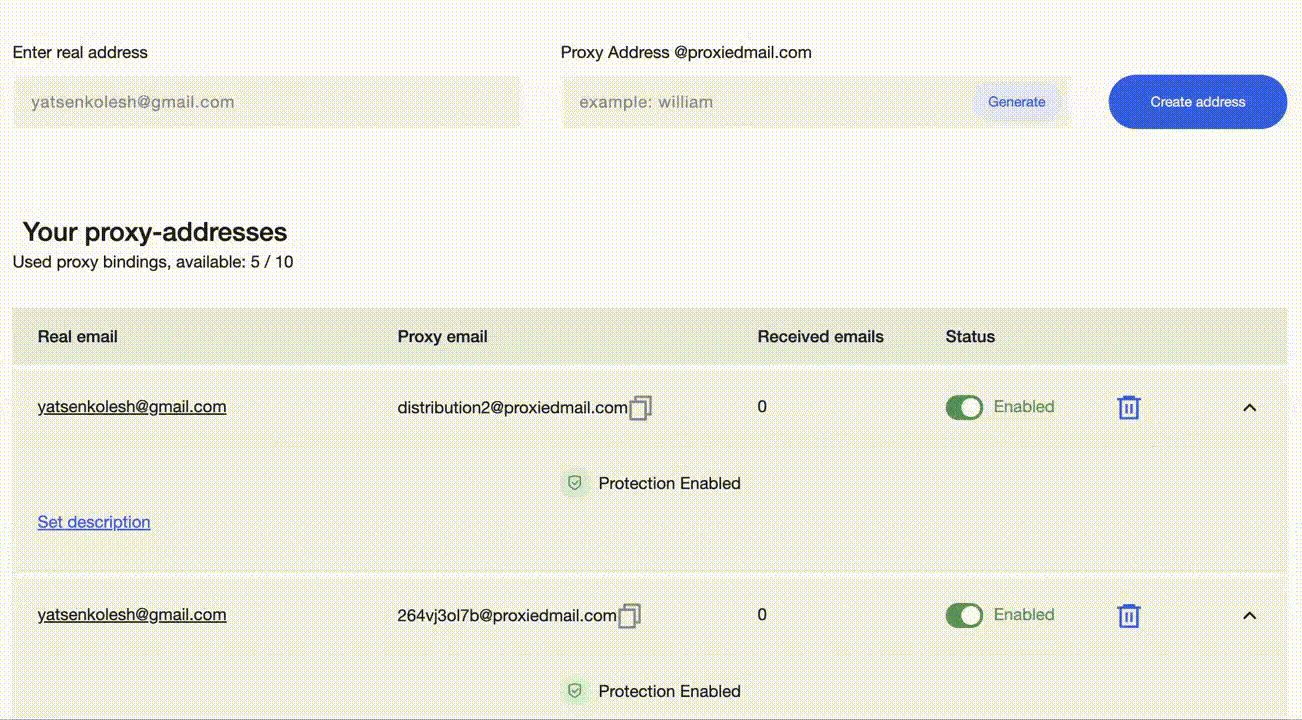 Enter real address Proxy Address @proxiedmail.com
yatsenkolesh@gmail.com example: william Generate Create address
Your proxy-addresses
Used proxy bindings, available: 5 / 10
Real email Proxy email Received emails Status
yatsenkolesh@gmail.com distribution2@proxiedmail.com 0 Enabled
Protection Enabled
Set description
yatsenkolesh@gmail.com 264vj3ol7b@proxiedmail.com 0 Enabled
Protection Enabled